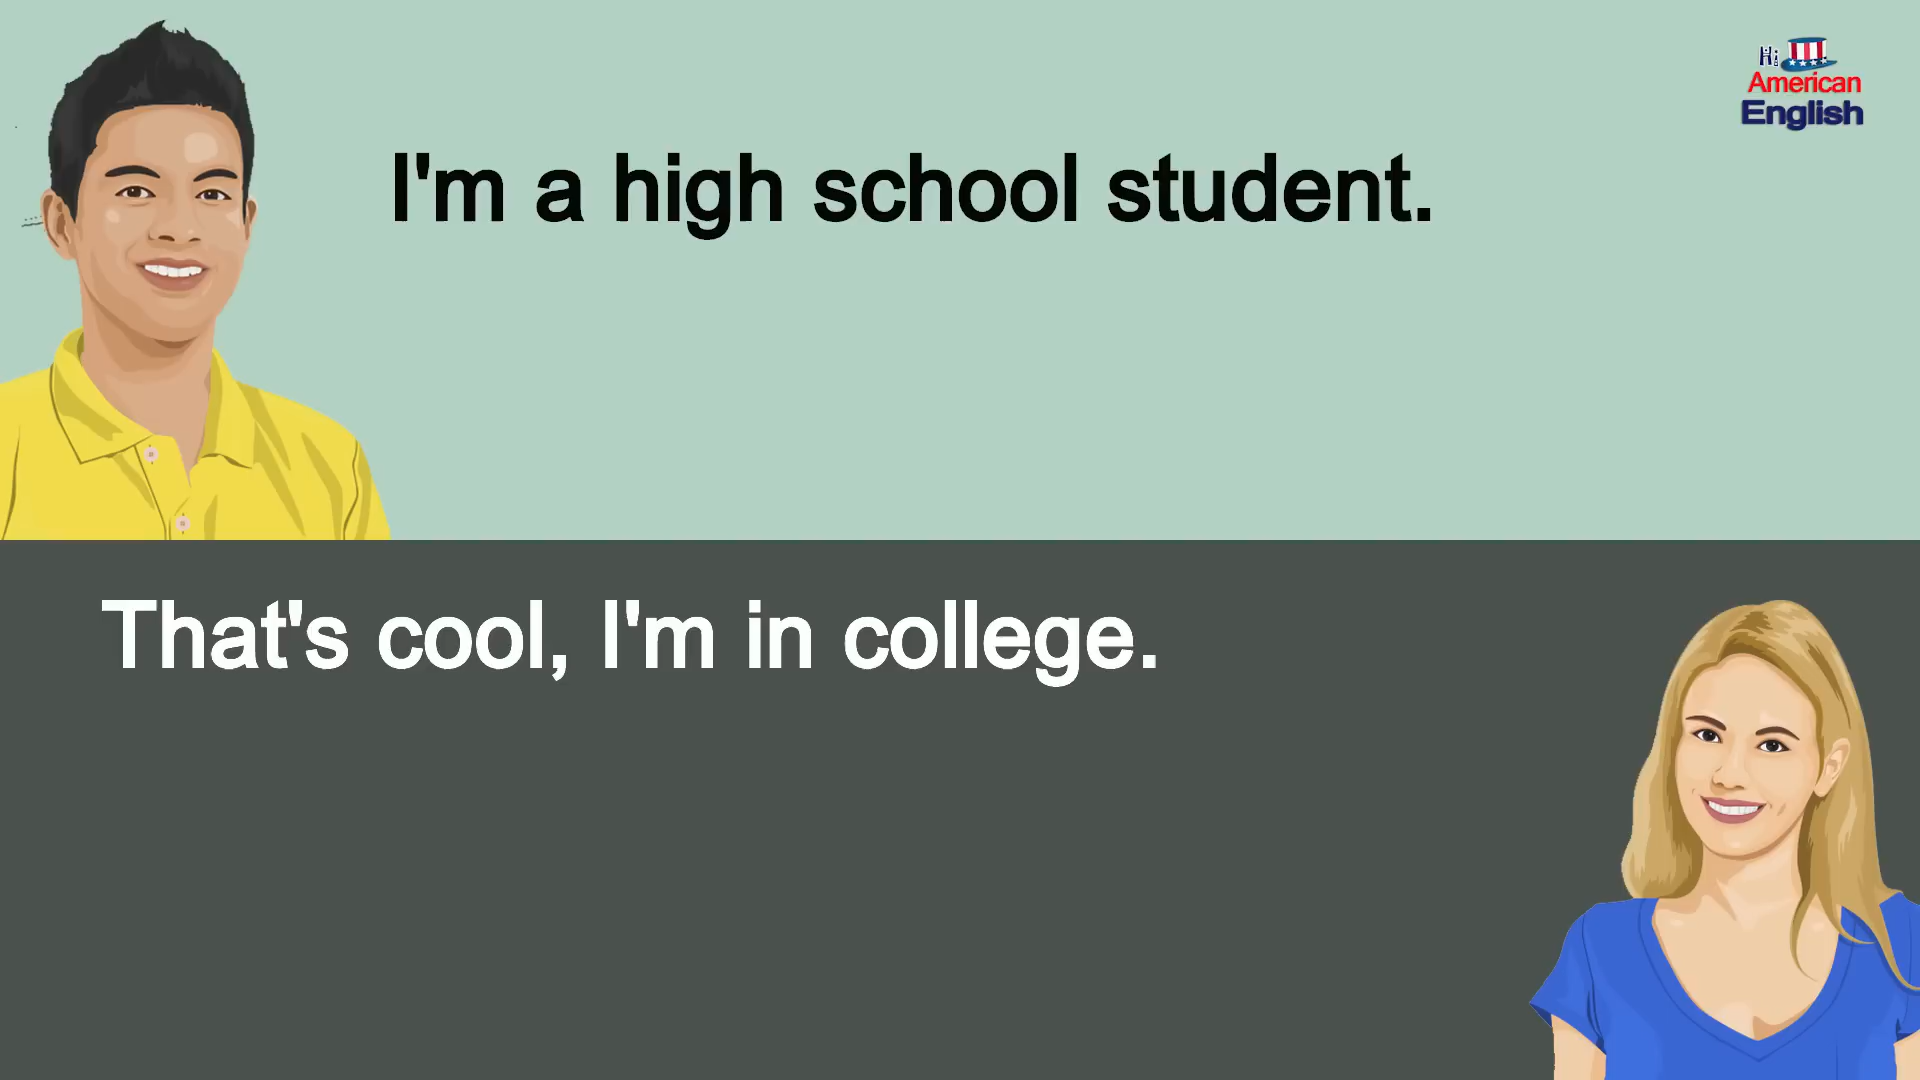 Hi
American
English
I'm a high school student.
That's cool, I'm in college.